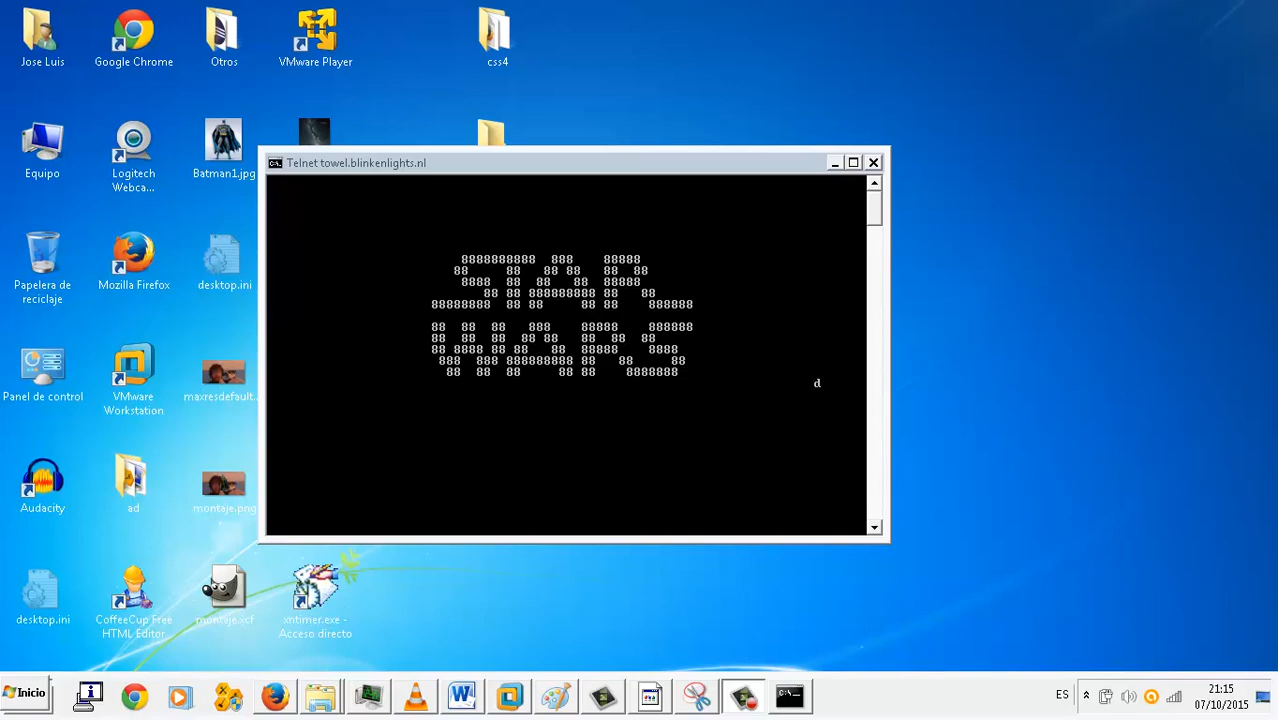 Jose Luis
Google Chrome
Otros
VMware Player
css4
Equipo
Logitech
Webca...
Batman1.jpg
Telnet towel.blinkenlights.nl
STAR
WARS
d
Papelera de
reciclaje
Mozilla Firefox
desktop.ini
Panel de control
VMware
Workstation
maxresdefault...
Audacity
ad
montaje.png
desktop.ini
CoffeeCup Free
HTML Editor
montaje.xcf
xntimer.exe -
Acceso directo
Inicio
ES
21:15
07/10/2015